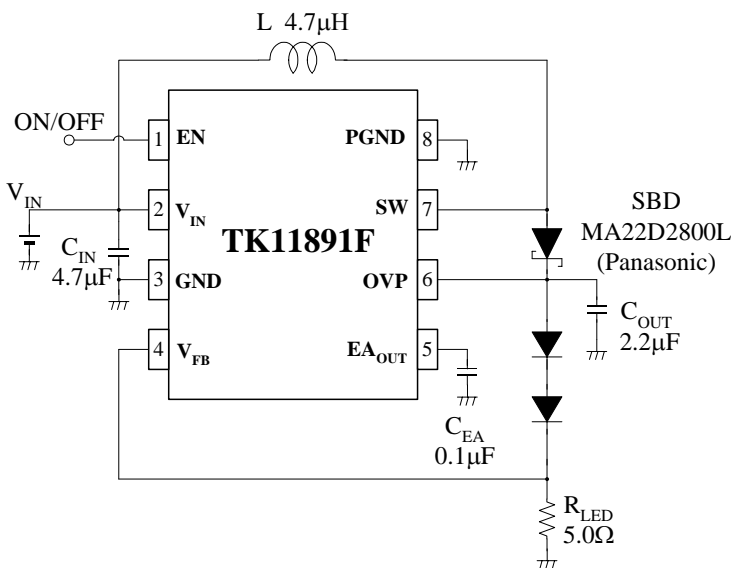 L 4.7μH
ON/OFF
1 EN
PGND 8
V_IN
2 V_IN
SW 7
SBD
MA22D2800L
(Panasonic)
TK11891F
C_IN
4.7μF
3 GND
OVP 6
C_OUT
2.2μF
4 V_FB
EA_OUT 5
C_EA
0.1μF
R_LED
5.0Ω